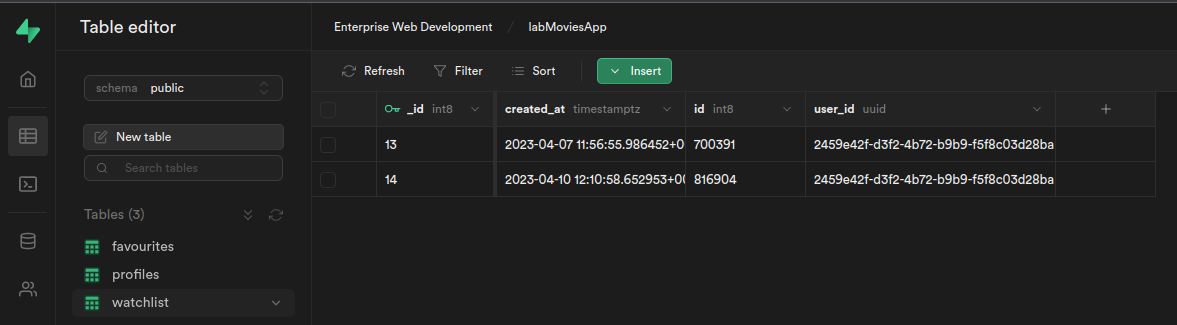 Table editor
Enterprise Web Development / labMoviesApp
schema public
Refresh Filter Sort Insert
_id int8 created_at timestamptz id int8 user_id uuid +
New table
13 2023-04-07 11:56:55.986452+0 700391 2459e42f-d3f2-4b72-b9b9-f5f8c03d28ba
Search tables
14 2023-04-10 12:10:58.652953+00 816904 2459e42f-d3f2-4b72-b9b9-f5f8c03d28ba
Tables (3)
favourites
profiles
watchlist